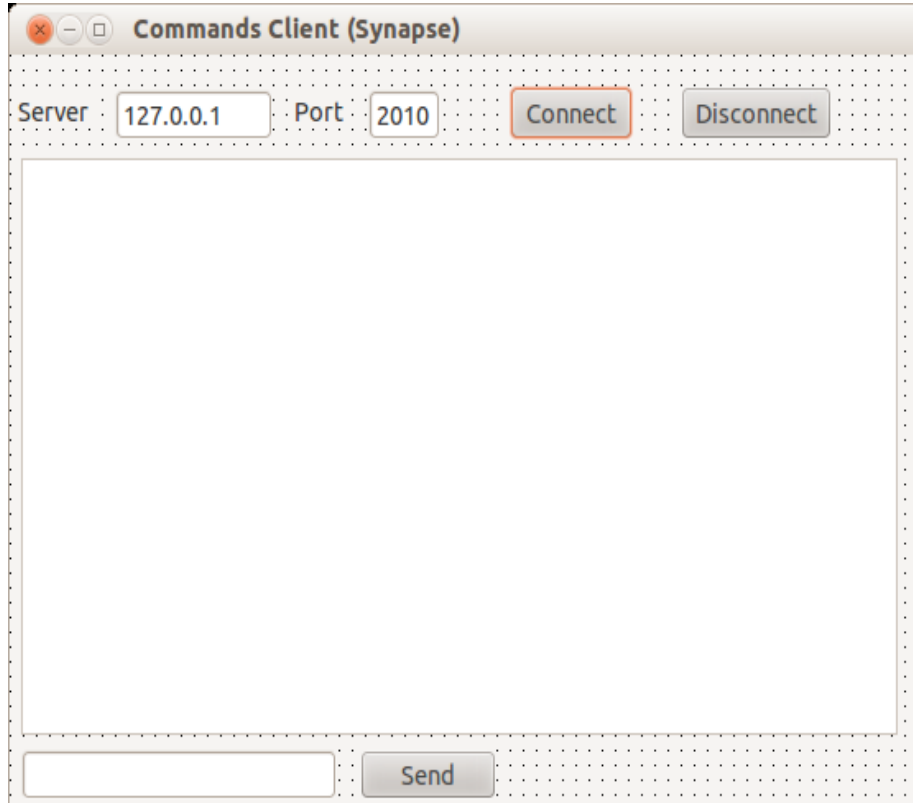 Commands Client (Synapse)
Server 127.0.0.1 Port 2010 Connect Disconnect
Send